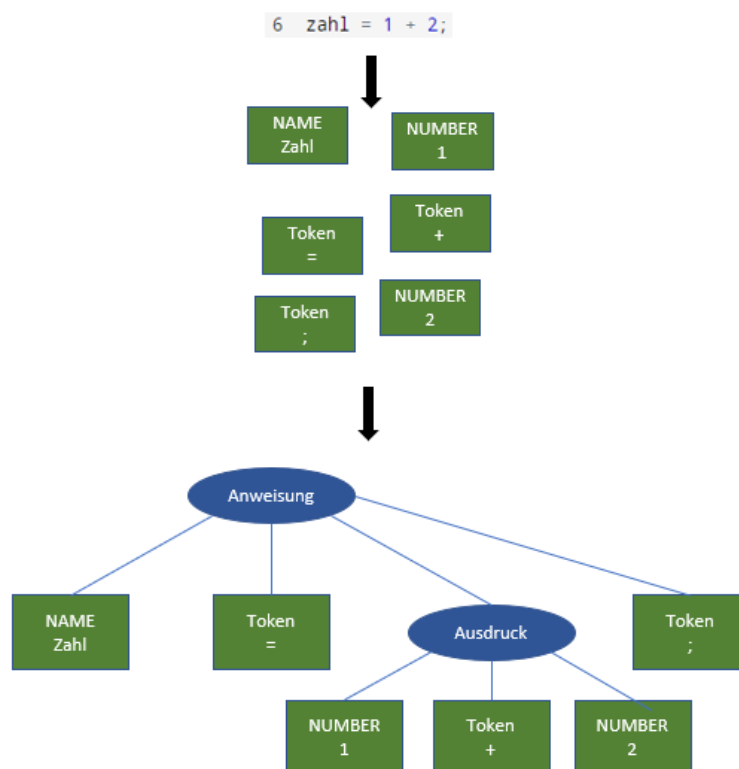 6 zahl = 1 + 2;
NAME
Zahl
NUMBER
1
Token
=
Token
+
Token
;
NUMBER
2
Anweisung
NAME
Zahl
Token
=
Ausdruck
Token
;
NUMBER
1
Token
+
NUMBER
2